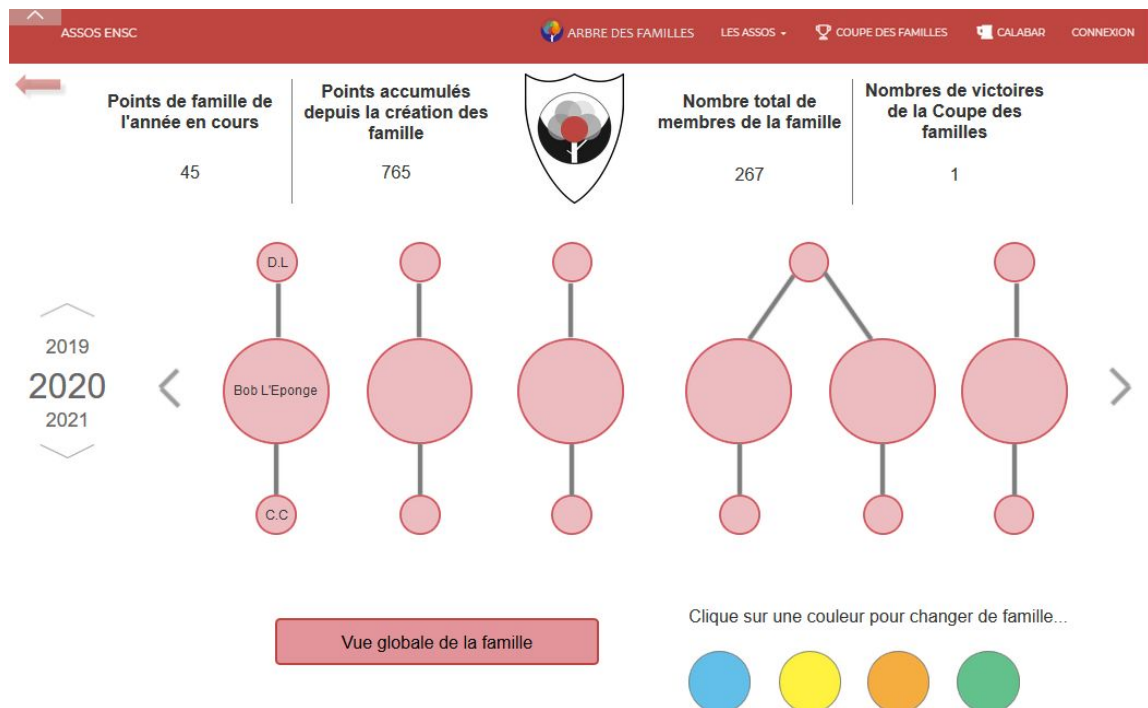 ASSOS ENSC
ARBRE DES FAMILLES
LES ASSOS
COUPE DES FAMILLES
CALABAR
CONNEXION
Points de famille de
l'année en cours
45
Points accumulés
depuis la création des
famille
765
Nombre total de
membres de la famille
267
Nombres de victoires
de la Coupe des
familles
1
2019
2020
2021
D.L
Bob L'Eponge
C.C
Vue globale de la famille
Clique sur une couleur pour changer de famille...